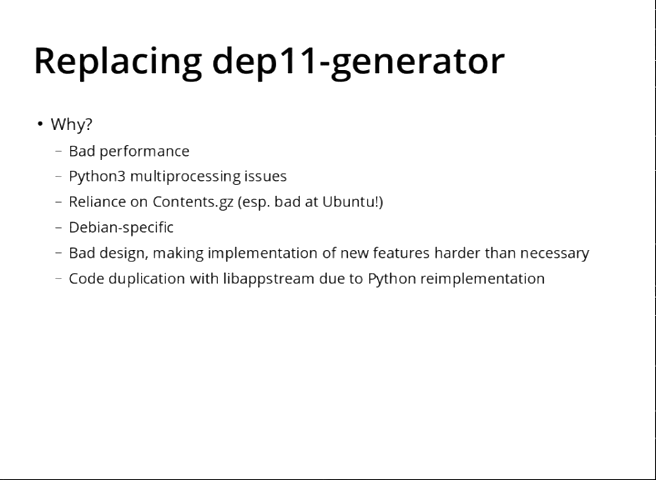 Replacing dep11-generator
• Why?
– Bad performance
– Python3 multiprocessing issues
– Reliance on Contents.gz (esp. bad at Ubuntu!)
– Debian-specific
– Bad design, making implementation of new features harder than necessary
– Code duplication with libappstream due to Python reimplementation